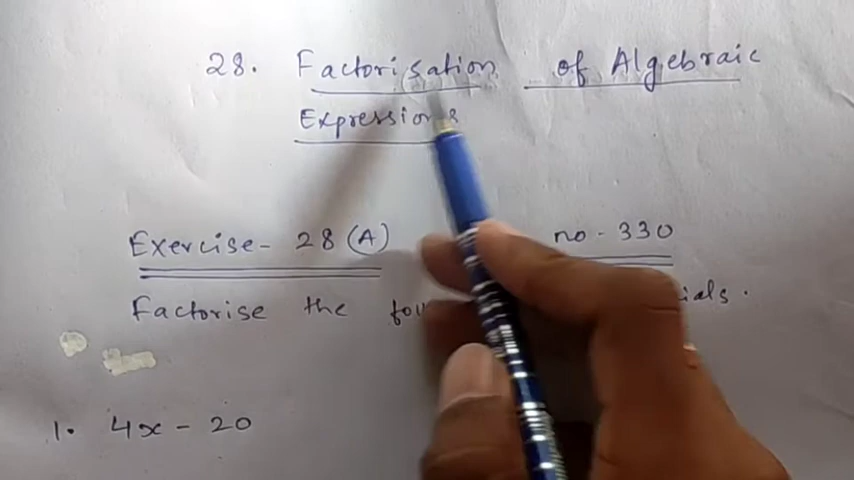 28. Factorisation of Algebraic
Expressions
Exercise- 28 (A) no - 330
Factorise the
1. 4x - 20